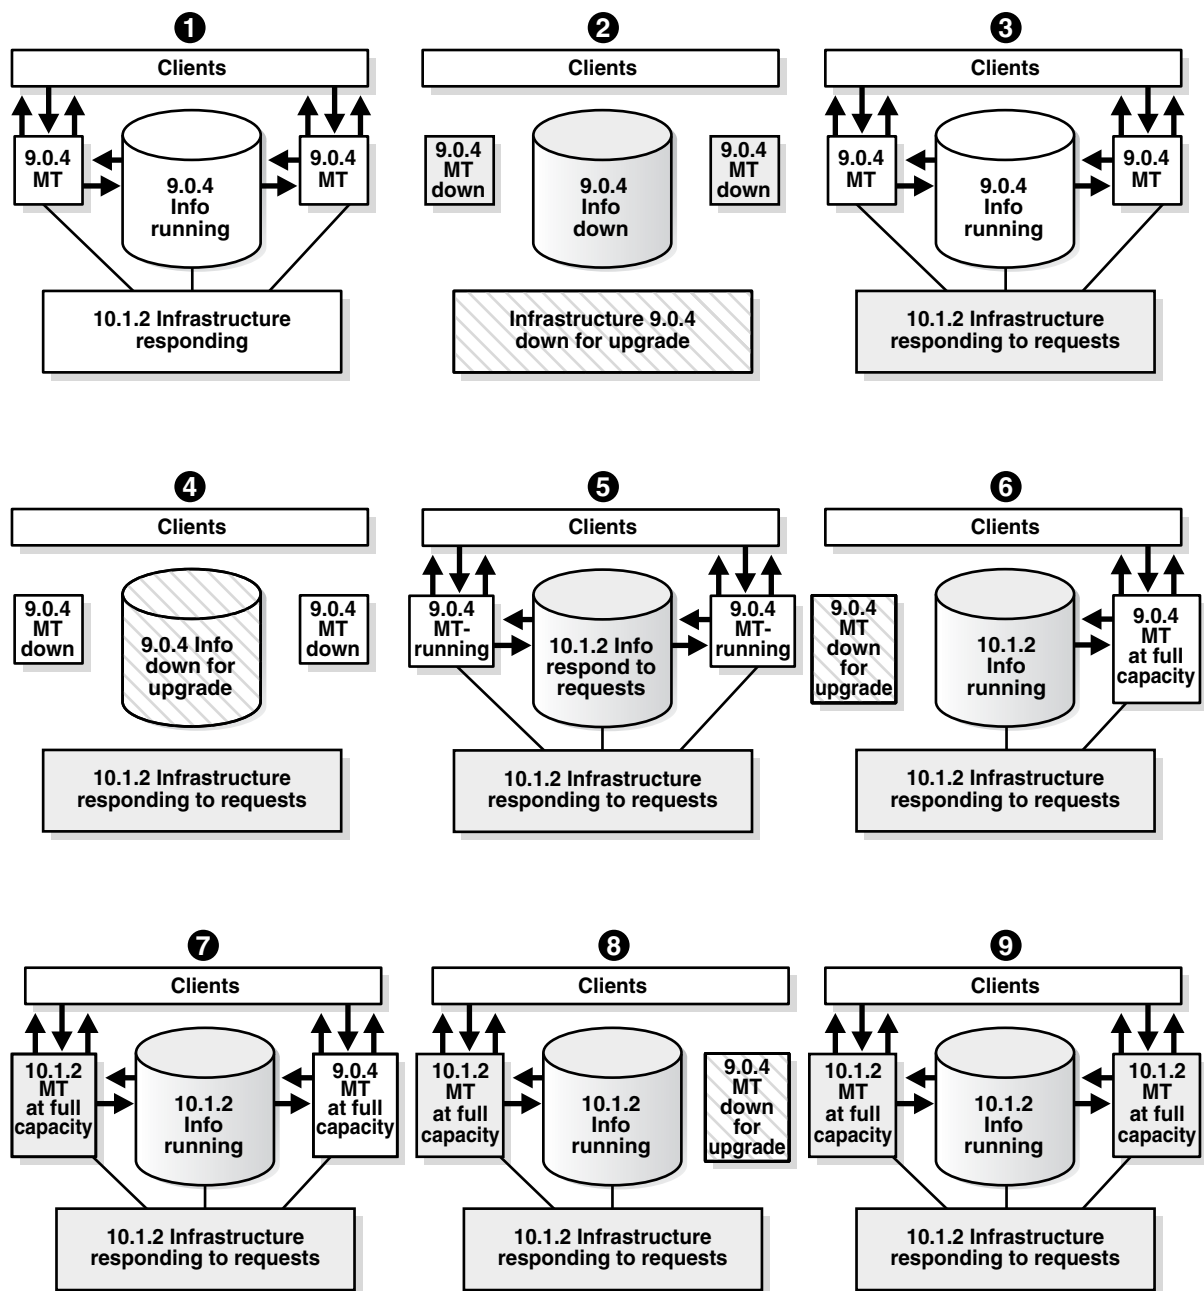 1
Clients
9.0.4
MT
9.0.4
Info
running
9.0.4
MT
10.1.2 Infrastructure
responding
2
Clients
9.0.4
MT
down
9.0.4
Info
down
9.0.4
MT
down
Infrastructure 9.0.4
down for upgrade
3
Clients
9.0.4
MT
9.0.4
Info
running
9.0.4
MT
10.1.2 Infrastructure
responding to requests
4
Clients
9.0.4
MT
down
9.0.4 Info
down for
upgrade
9.0.4
MT
down
10.1.2 Infrastructure
responding to requests
5
Clients
9.0.4
MT-
running
10.1.2 Info
respond to
requests
9.0.4
MT-
running
10.1.2 Infrastructure
responding to requests
6
Clients
9.0.4
MT
down
for
upgrade
10.1.2
Info
running
9.0.4
MT
at full
capacity
10.1.2 Infrastructure
responding to requests
7
Clients
10.1.2
MT
at full
capacity
10.1.2
Info
running
9.0.4
MT
at full
capacity
10.1.2 Infrastructure
responding to requests
8
Clients
10.1.2
MT
at full
capacity
10.1.2
Info
running
9.0.4
MT
down
for
upgrade
10.1.2 Infrastructure
responding to requests
9
Clients
10.1.2
MT
at full
capacity
10.1.2
Info
running
10.1.2
MT
at full
capacity
10.1.2 Infrastructure
responding to requests